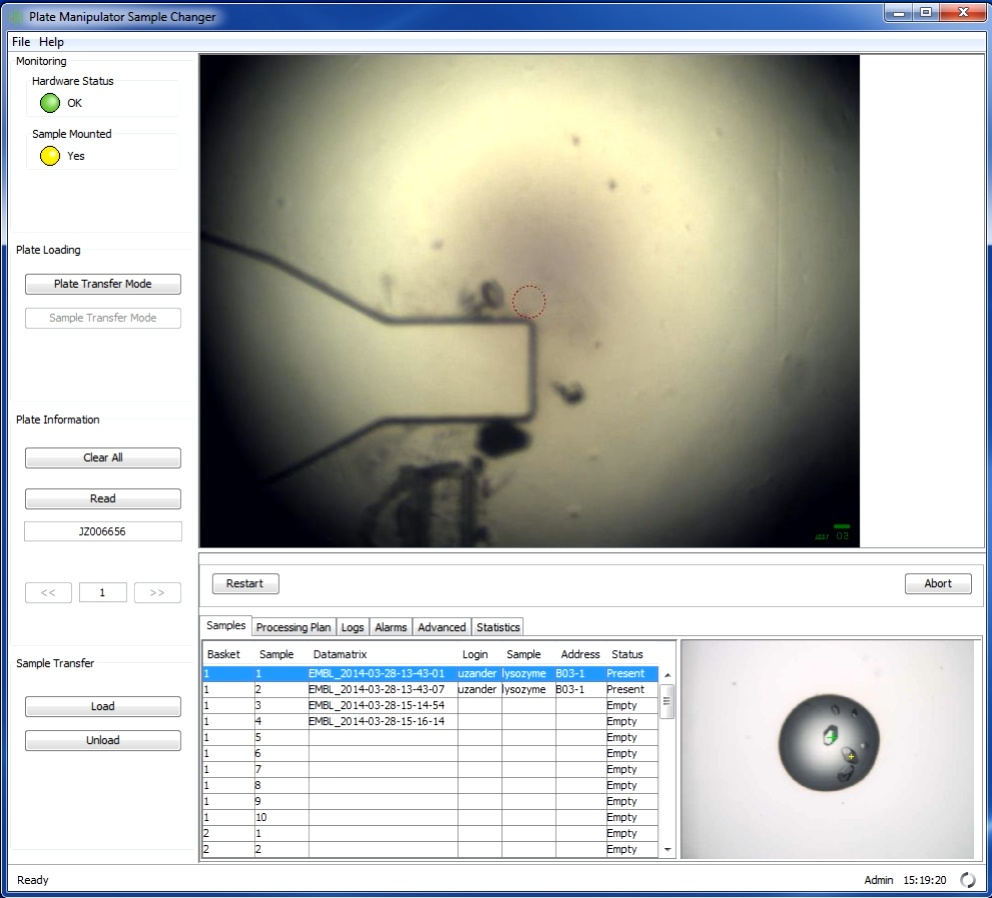 Plate Manipulator Sample Changer
File Help
Monitoring
Hardware Status
OK
Sample Mounted
Yes
Plate Loading
Plate Transfer Mode
Sample Transfer Mode
Plate Information
Clear All
Read
JZ006656
<< 1 >>
Sample Transfer
Load
Unload
Restart Abort
Samples Processing Plan Logs Alarms Advanced Statistics
Basket Sample Datamatrix Login Sample Address Status
1 1 EMBL_2014-03-28-13-43-01 uzander lysozyme B03-1 Present
1 2 EMBL_2014-03-28-13-43-07 uzander lysozyme B03-1 Present
1 3 EMBL_2014-03-28-15-14-54 Empty
1 4 EMBL_2014-03-28-15-16-14 Empty
1 5 Empty
1 6 Empty
1 7 Empty
1 8 Empty
1 9 Empty
1 10 Empty
2 1 Empty
2 2 Empty
Ready Admin 15:19:20